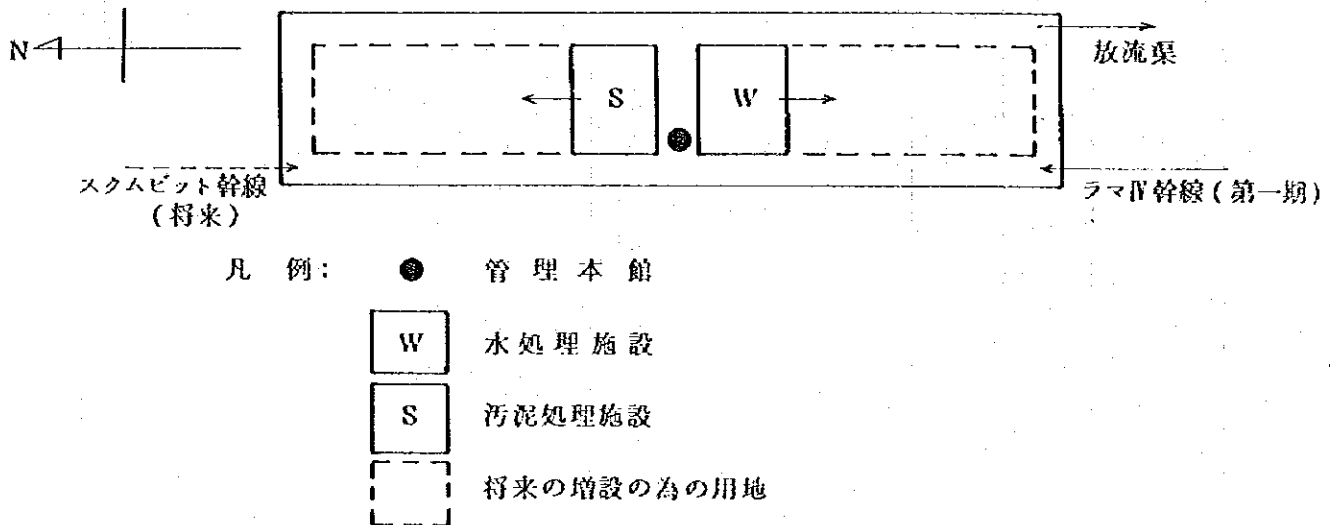 N
S
W
放流渠
スクムビット幹線
(将来)
ラマⅣ幹線(第一期)
凡 例:
管 理 本 館
W
水 処 理 施 設
S
汚泥処理施設
将来の増設の為の用地